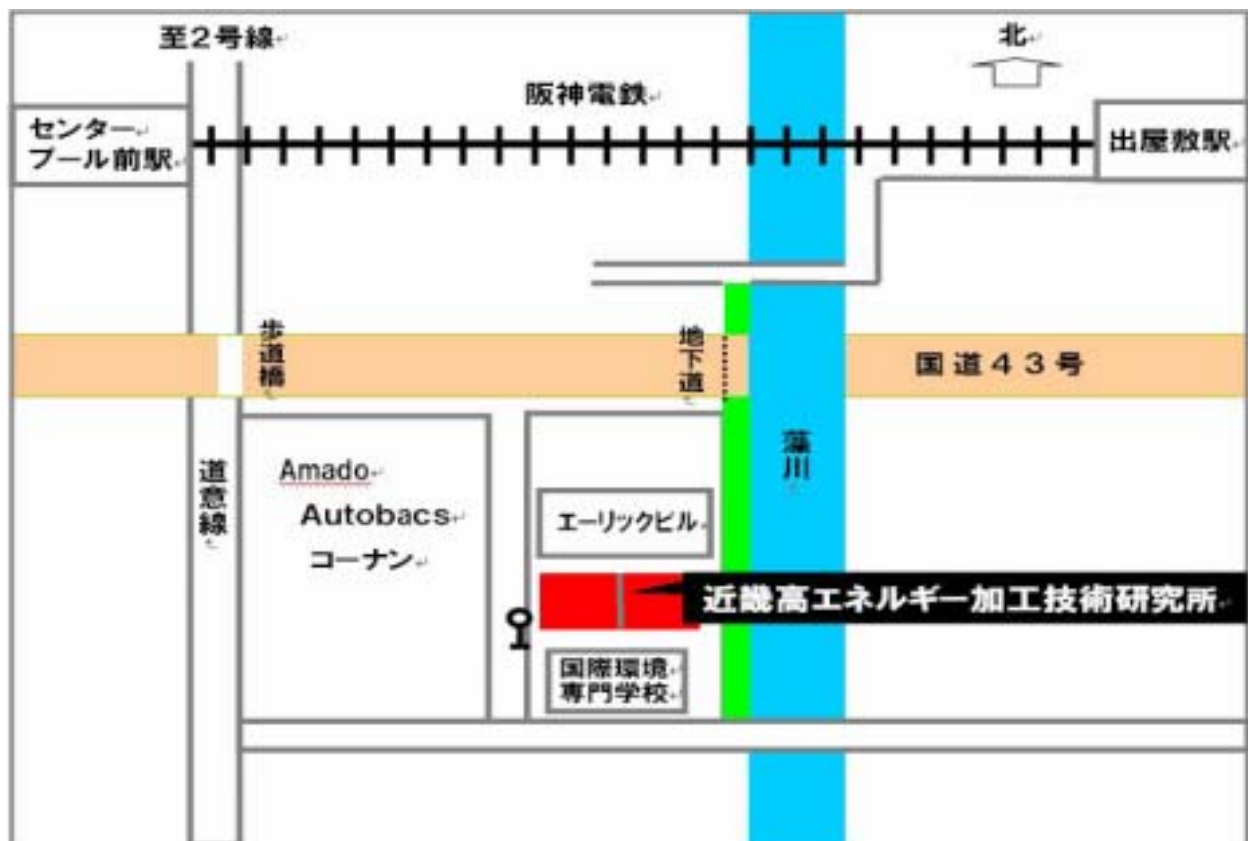 至２号線
北
阪神電鉄
センター
プール前駅
出屋敷駅
歩道橋
地下道
国道４３号
道意線
藻川
Amado
Autobacs
コーナン
エーリックビル
近畿高エネルギー加工技術研究所
国際環境
専門学校